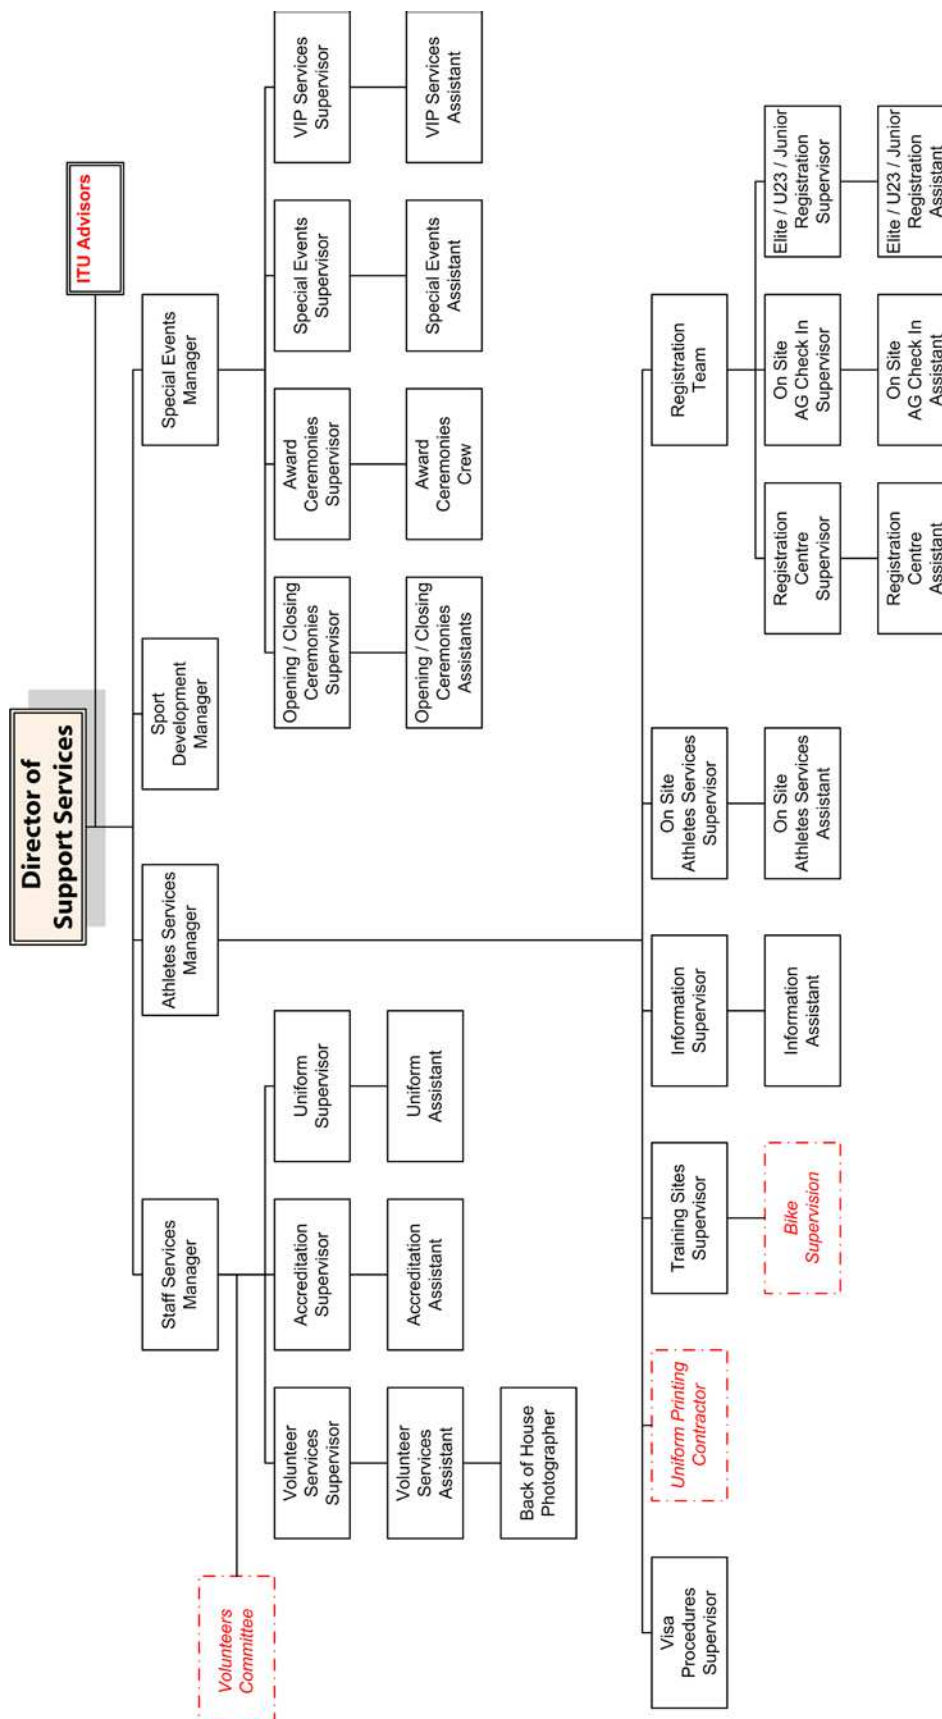 Director of
Support Services
ITU Advisors
Staff Services
Manager
Athletes Services
Manager
Sport
Development
Manager
Special Events
Manager
Volunteers
Committee
Volunteer
Services
Supervisor
Accreditation
Supervisor
Uniform
Supervisor
Opening / Closing
Ceremonies
Supervisor
Award
Ceremonies
Supervisor
Special Events
Supervisor
VIP Services
Supervisor
Volunteer
Services
Assistant
Accreditation
Assistant
Uniform
Assistant
Opening / Closing
Ceremonies
Assistants
Award
Ceremonies
Crew
Special Events
Assistant
VIP Services
Assistant
Back of House
Photographer
Visa
Procedures
Supervisor
Uniform Printing
Contractor
Training Sites
Supervisor
Information
Supervisor
On Site
Athletes Services
Supervisor
Registration
Team
Bike
Supervision
Information
Assistant
On Site
Athletes Services
Assistant
Registration
Centre
Supervisor
On Site
AG Check In
Supervisor
Elite / U23 / Junior
Registration
Supervisor
Registration
Centre
Assistant
On Site
AG Check In
Assistant
Elite / U23 / Junior
Registration
Assistant